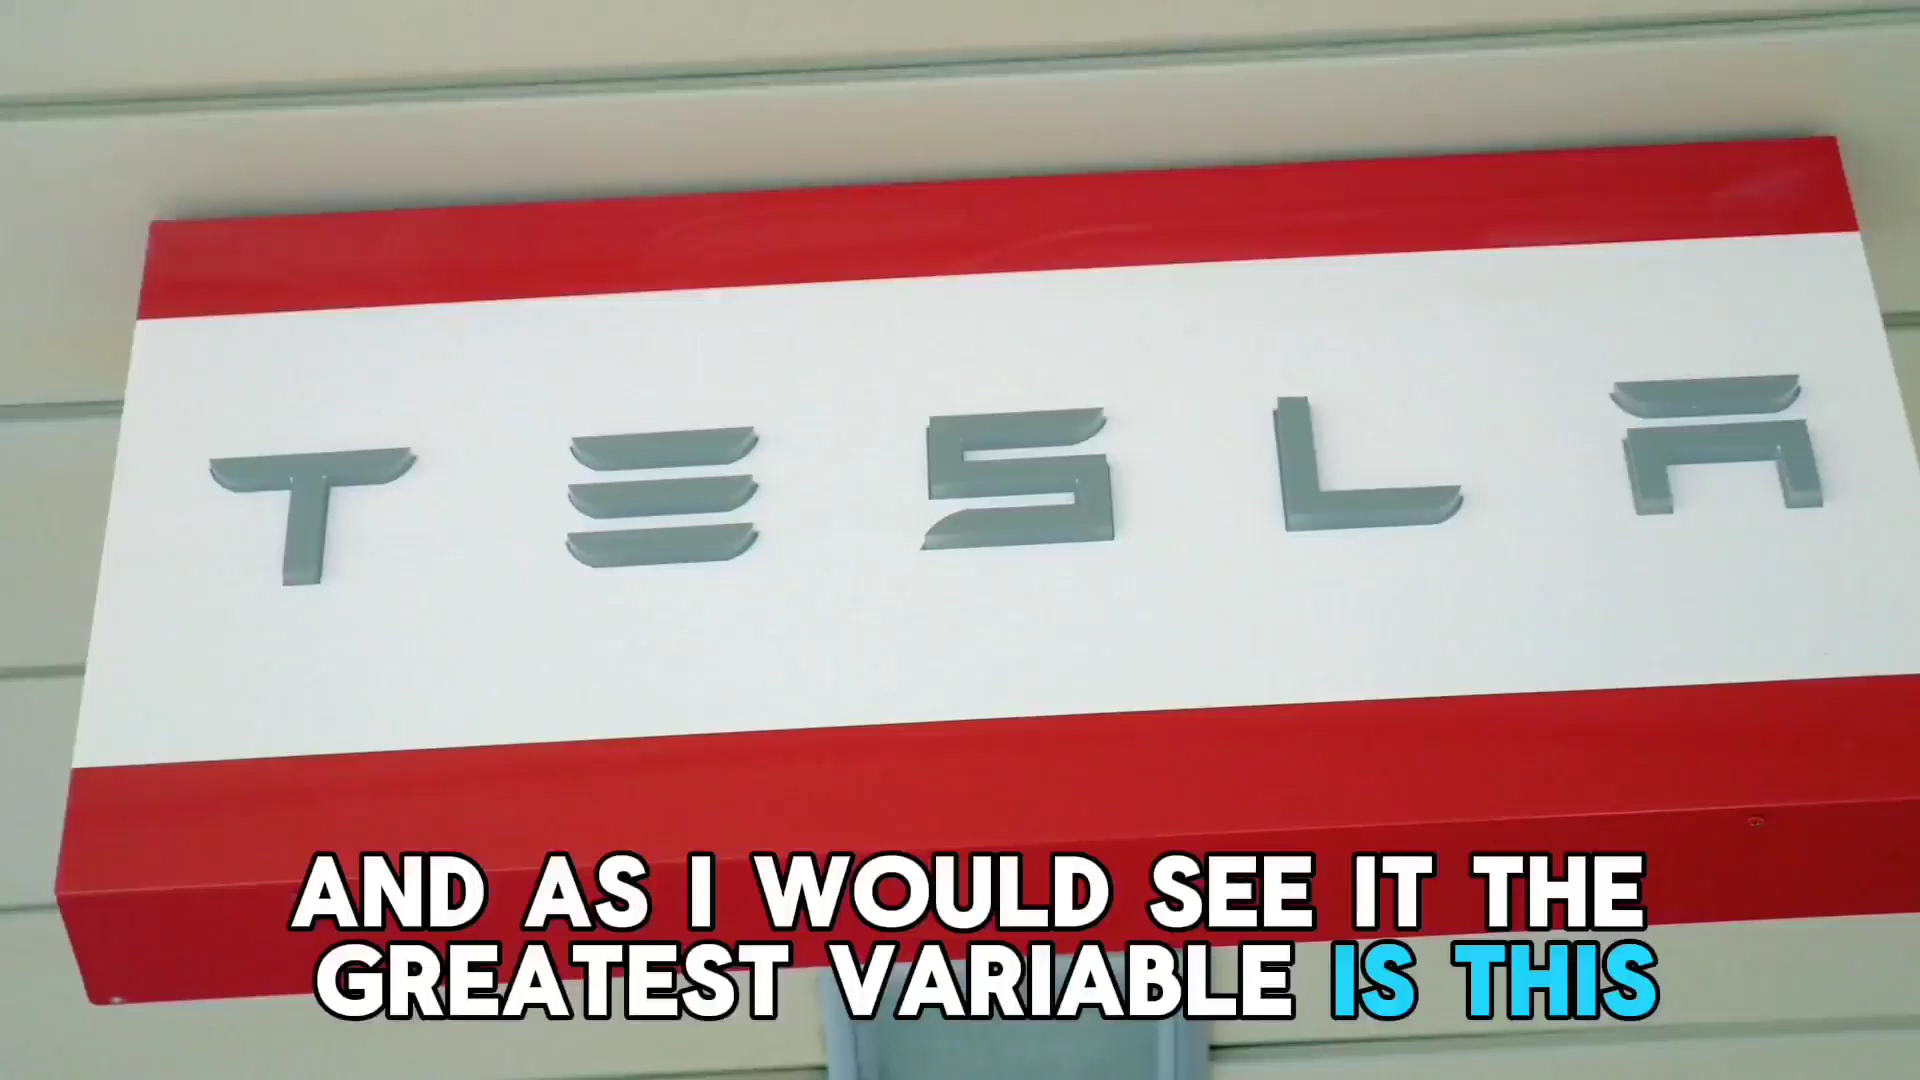 TESLA
AND AS I WOULD SEE IT THE
GREATEST VARIABLE IS THIS